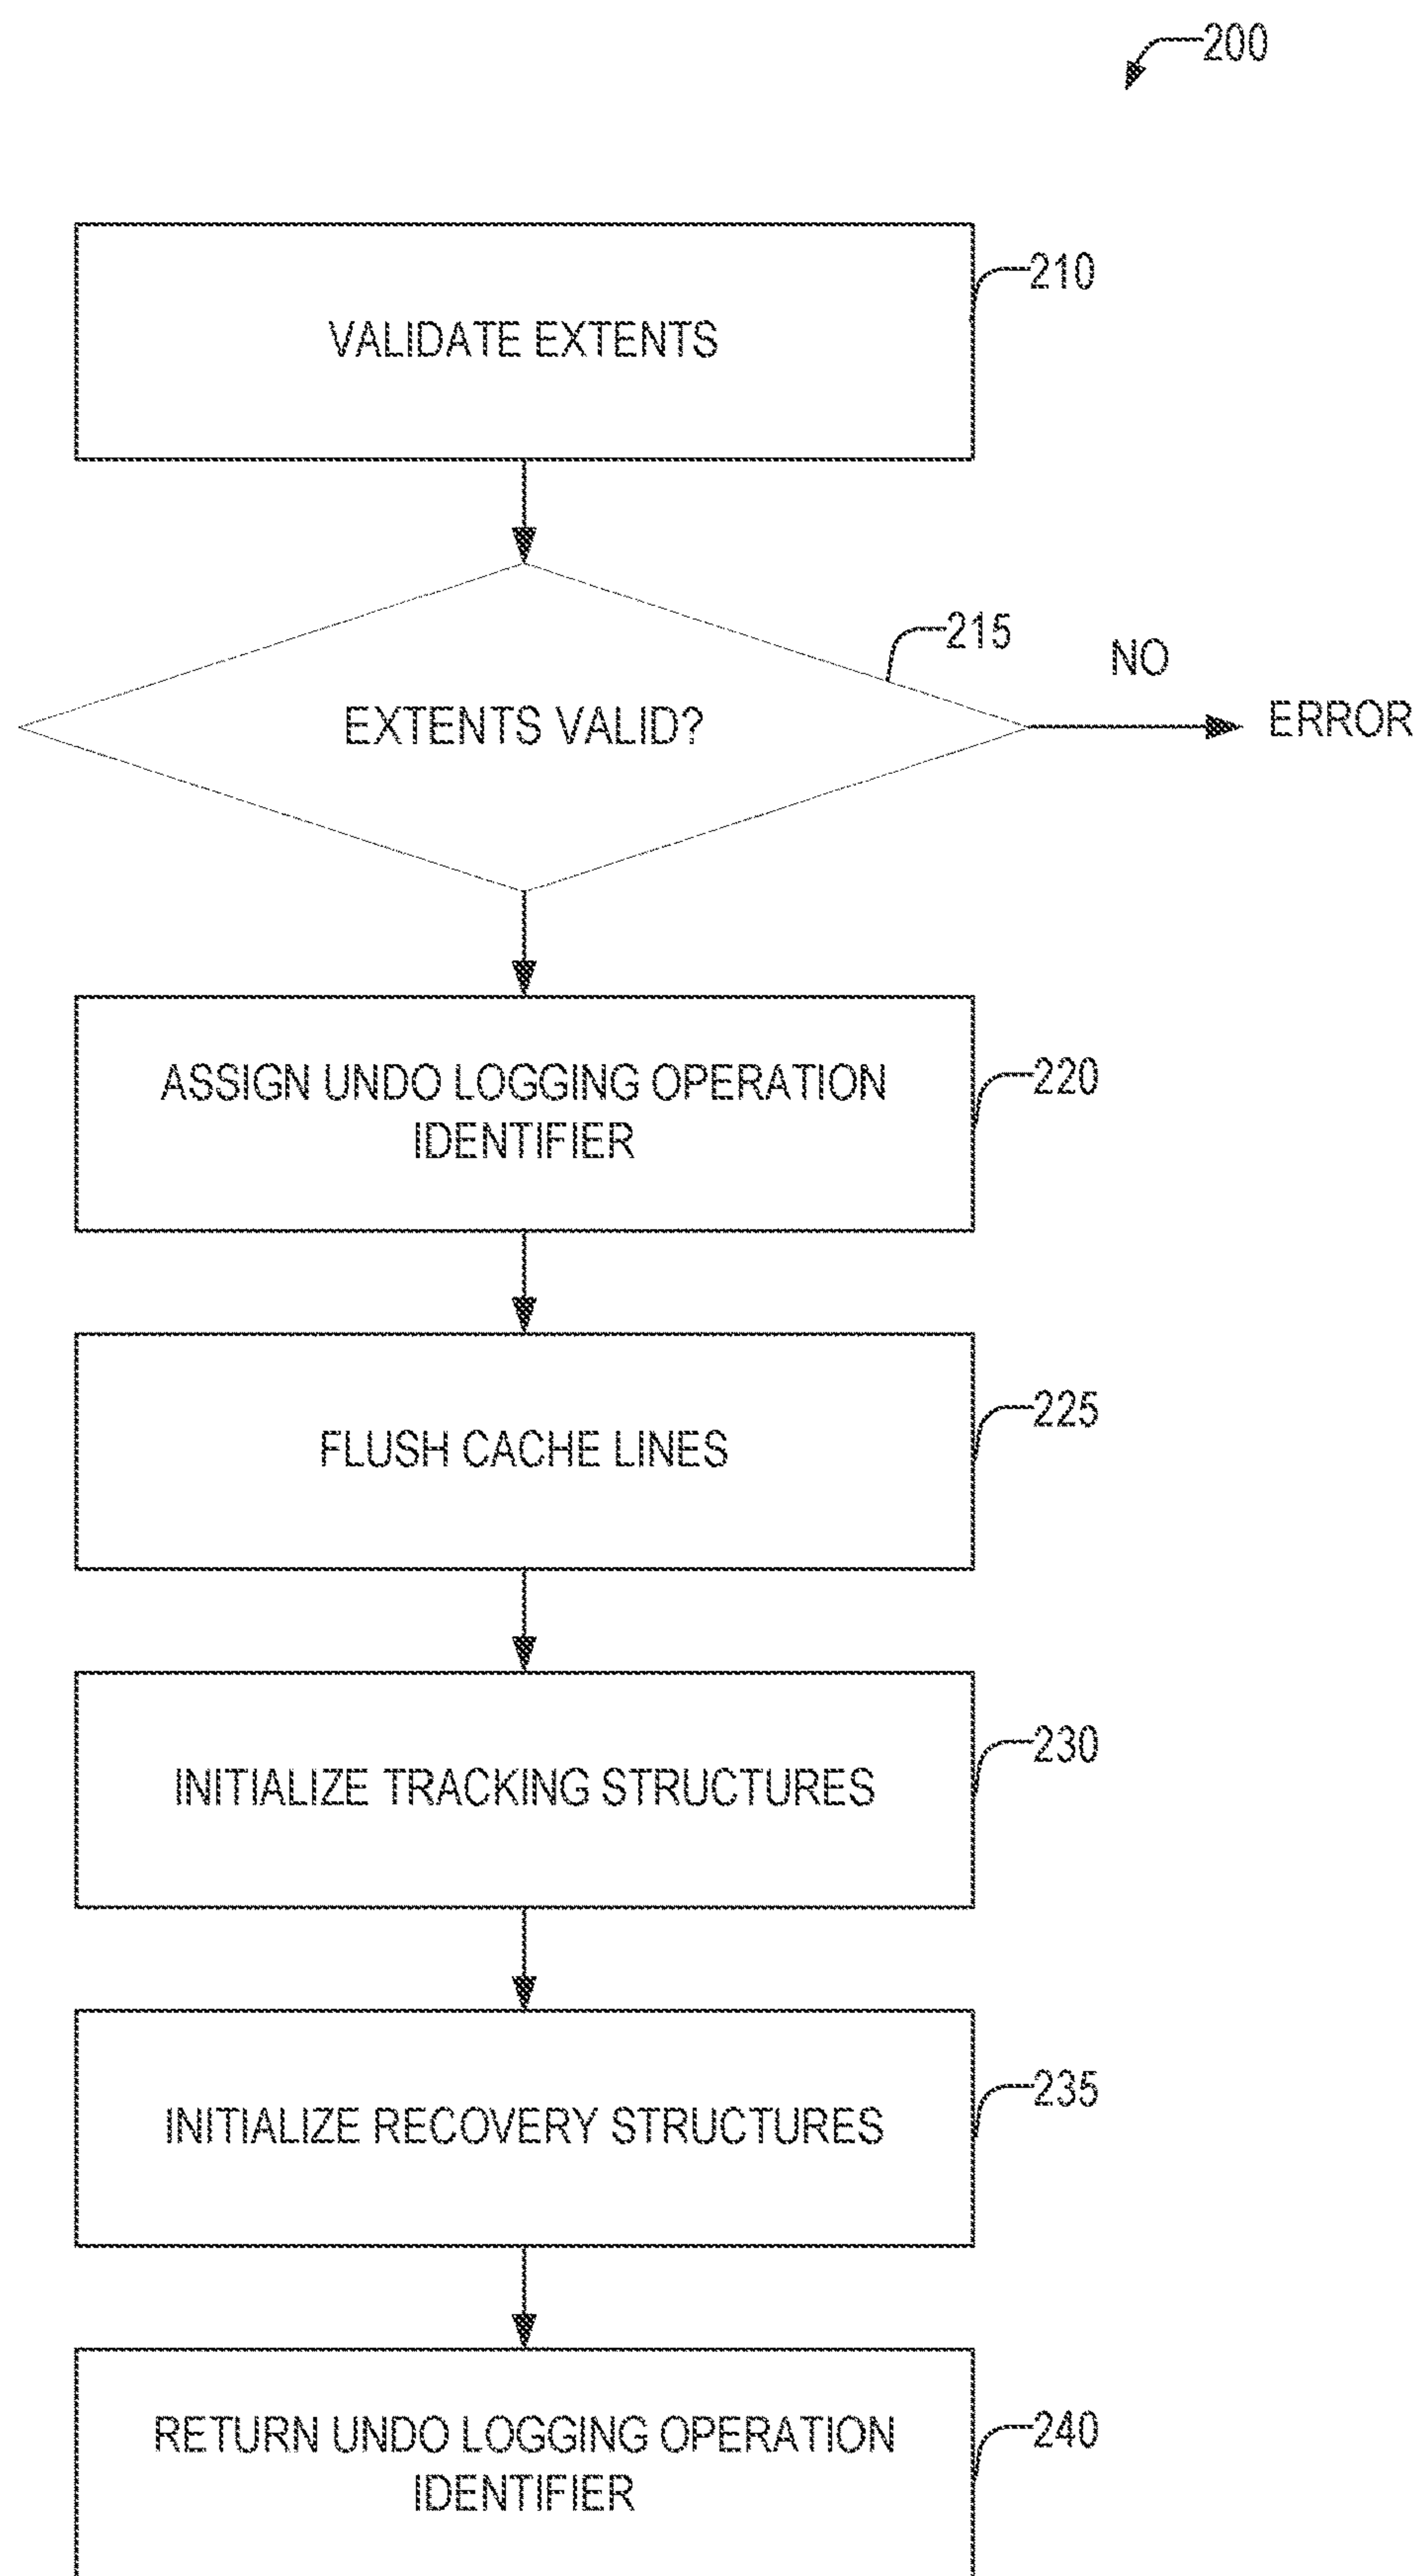 200
VALIDATE EXTENTS
210
215
NO
EXTENTS VALID?
ERROR
ASSIGN UNDO LOGGING OPERATION
IDENTIFIER
220
FLUSH CACHE LINES
225
INITIALIZE TRACKING STRUCTURES
230
INITIALIZE RECOVERY STRUCTURES
235
RETURN UNDO LOGGING OPERATION
IDENTIFIER
240